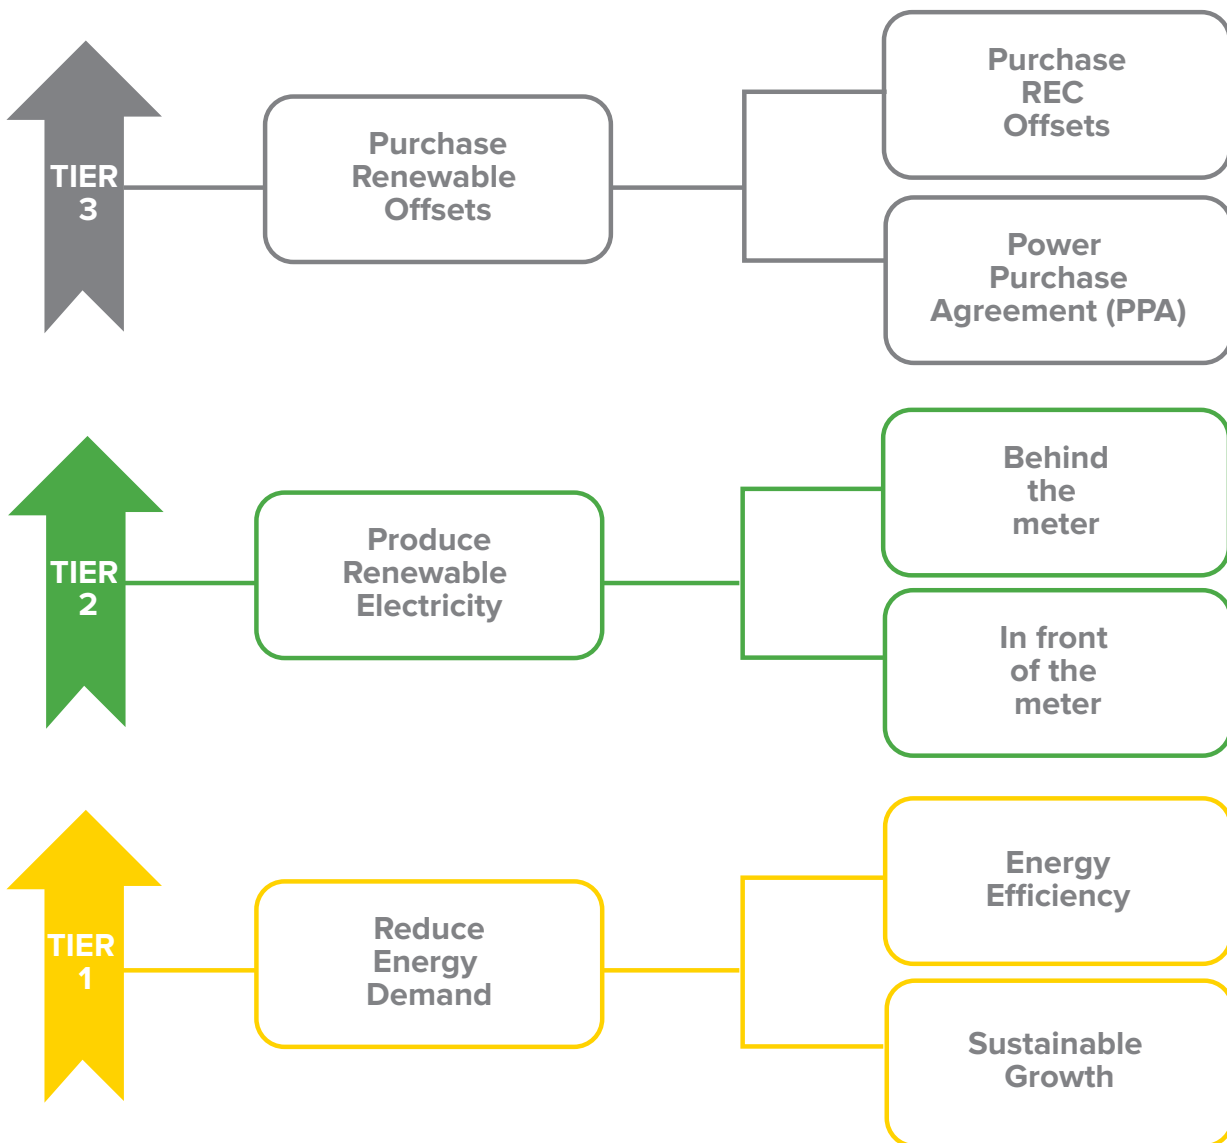 TIER
3
Purchase
Renewable
Offsets
Purchase
REC
Offsets
Power
Purchase
Agreement (PPA)
TIER
2
Produce
Renewable
Electricity
Behind
the
meter
In front
of the
meter
TIER
1
Reduce
Energy
Demand
Energy
Efficiency
Sustainable
Growth